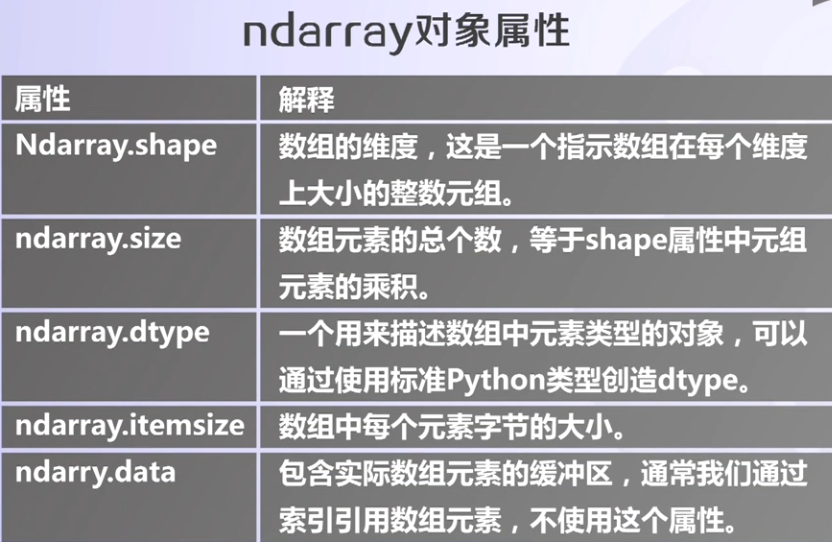 ndarray对象属性
属性
解释
Ndarray.shape
数组的维度，这是一个指示数组在每个维度
上大小的整数元组。
ndarray.size
数组元素的总个数，等于shape属性中元组
元素的乘积。
ndarray.dtype
一个用来描述数组中元素类型的对象，可以
通过使用标准Python类型创造dtype。
ndarray.itemsize
数组中每个元素字节的大小。
ndarry.data
包含实际数组元素的缓冲区，通常我们通过
索引引用数组元素，不使用这个属性。